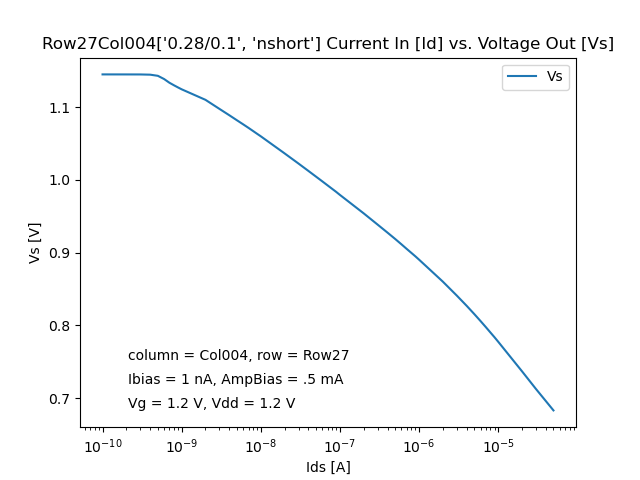 Row27Col004['0.28/0.1', 'nshort'] Current In [Id] vs. Voltage Out [Vs]
Vs
1.1
1.0
0.9
0.8
0.7
Vs [V]
column = Col004, row = Row27
Ibias = 1 nA, AmpBias = .5 mA
Vg = 1.2 V, Vdd = 1.2 V
10⁻¹⁰ 10⁻⁹ 10⁻⁸ 10⁻⁷ 10⁻⁶ 10⁻⁵
Ids [A]